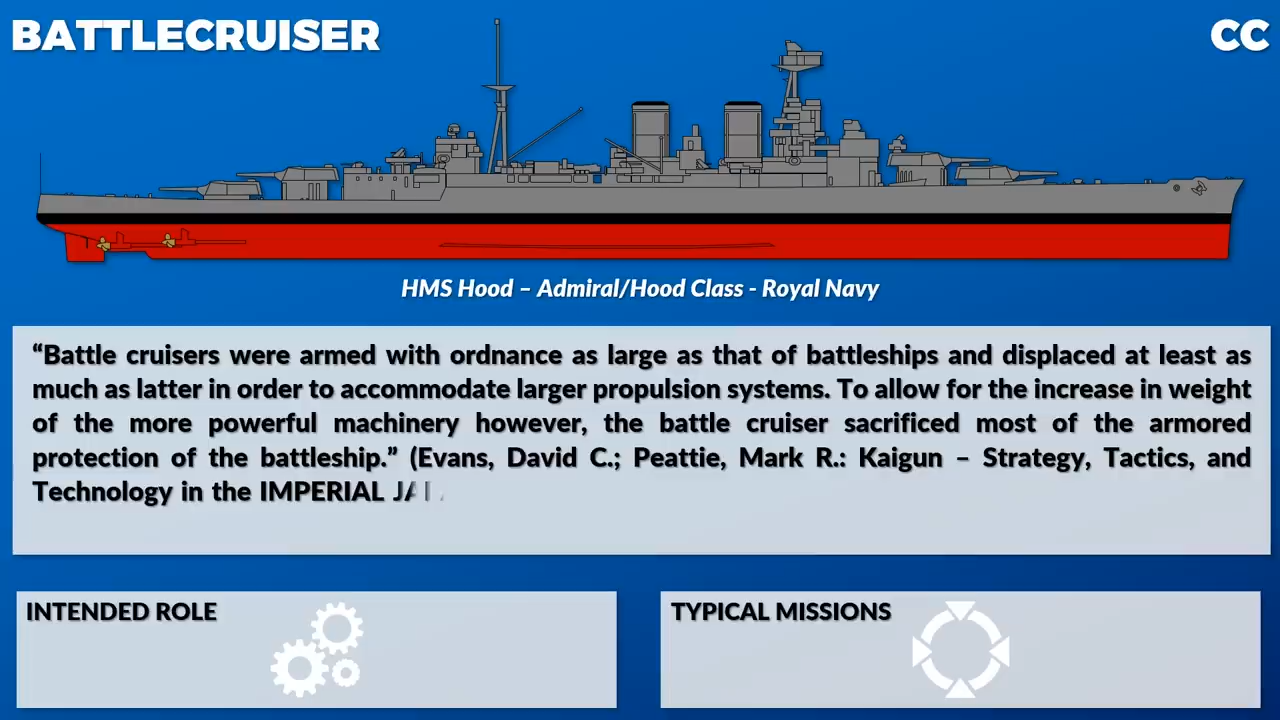 BATTLECRUISER
CC
HMS Hood – Admiral/Hood Class - Royal Navy
“Battle cruisers were armed with ordnance as large as that of battleships and displaced at least as
much as latter in order to accommodate larger propulsion systems. To allow for the increase in weight
of the more powerful machinery however, the battle cruiser sacrificed most of the armored
protection of the battleship.” (Evans, David C.; Peattie, Mark R.: Kaigun – Strategy, Tactics, and
Technology in the IMPERIAL
INTENDED ROLE
TYPICAL MISSIONS